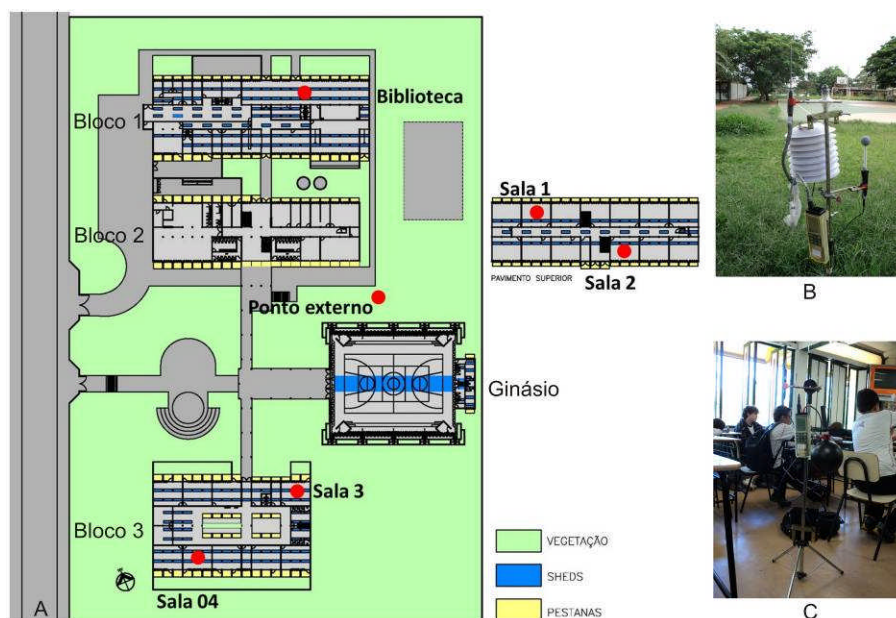 Bloco 1
Biblioteca
Bloco 2
Sala 1
PAVIMENTO SUPERIOR
Sala 2
Ponto externo
Ginásio
Bloco 3
Sala 3
Sala 04
A
VEGETAÇÃO
SHEDS
PESTANAS
B
C